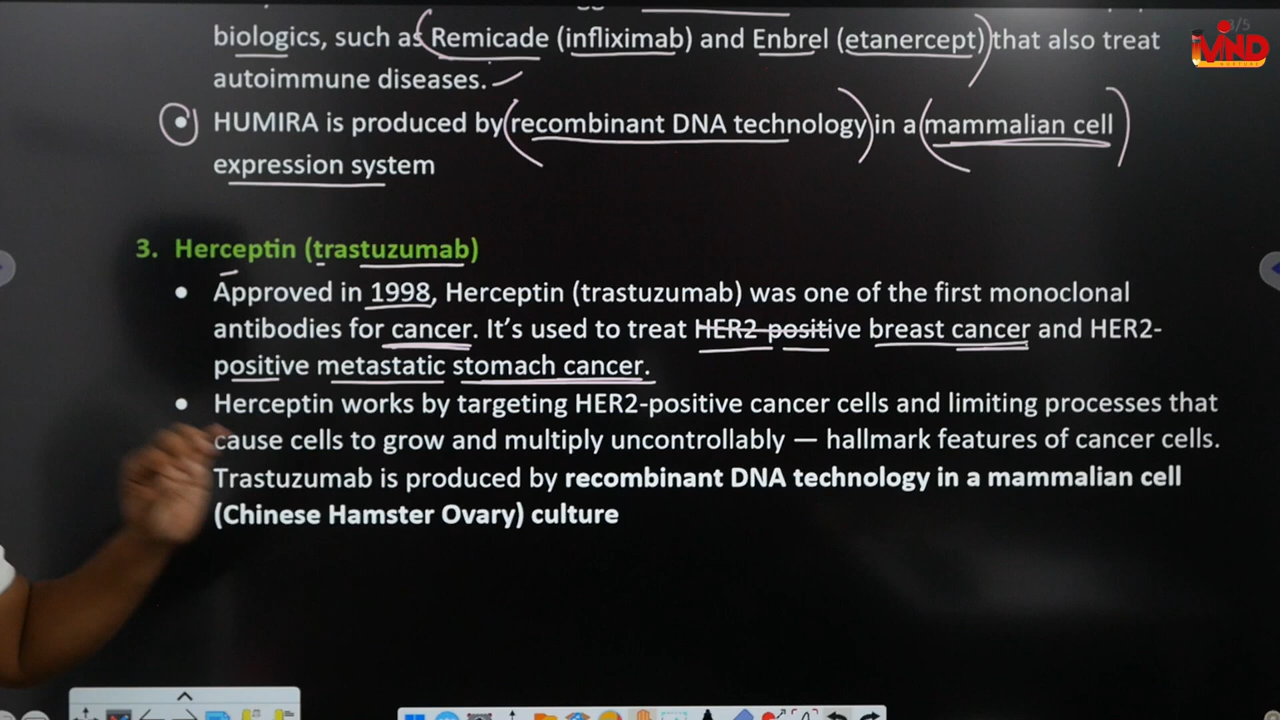 3/5
MIND
biologics, such as Remicade (infliximab) and Enbrel (etanercept) that also treat
autoimmune diseases.
• HUMIRA is produced by recombinant DNA technology in a mammalian cell
expression system
3. Herceptin (trastuzumab)
• Approved in 1998, Herceptin (trastuzumab) was one of the first monoclonal
antibodies for cancer. It’s used to treat HER2-positive breast cancer and HER2-
positive metastatic stomach cancer.
• Herceptin works by targeting HER2-positive cancer cells and limiting processes that
cause cells to grow and multiply uncontrollably — hallmark features of cancer cells.
Trastuzumab is produced by recombinant DNA technology in a mammalian cell
(Chinese Hamster Ovary) culture